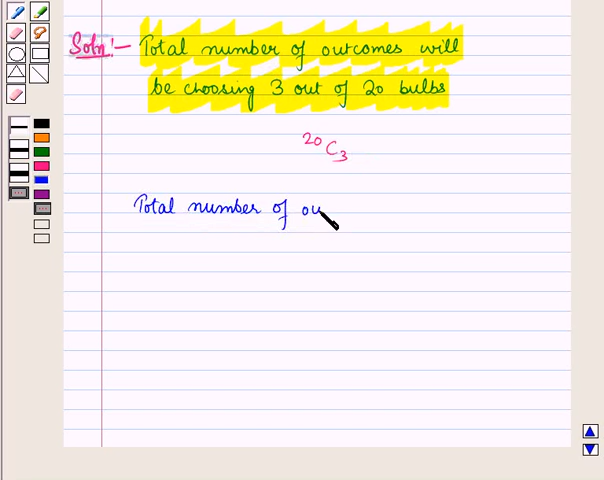 Soln:- Total number of outcomes will
be choosing 3 out of 20 bulbs
20C3
Total number of ou